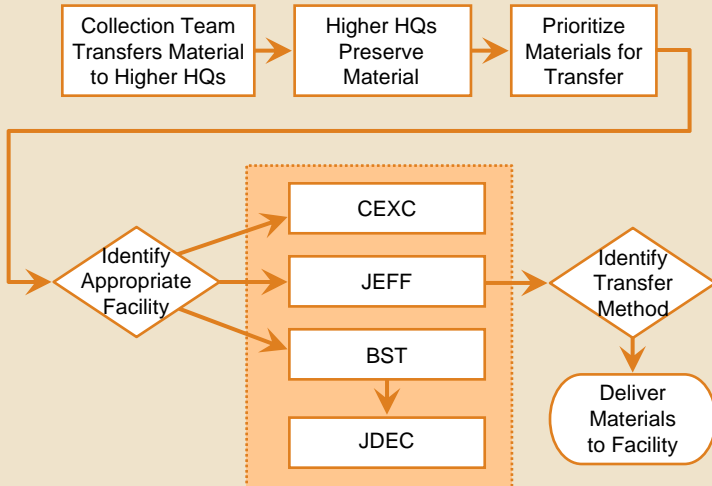 Collection Team
Transfers Material
to Higher HQs
Higher HQs
Preserve
Material
Prioritize
Materials for
Transfer
Identify
Appropriate
Facility
CEXC
JEFF
BST
JDEC
Identify
Transfer
Method
Deliver
Materials
to Facility